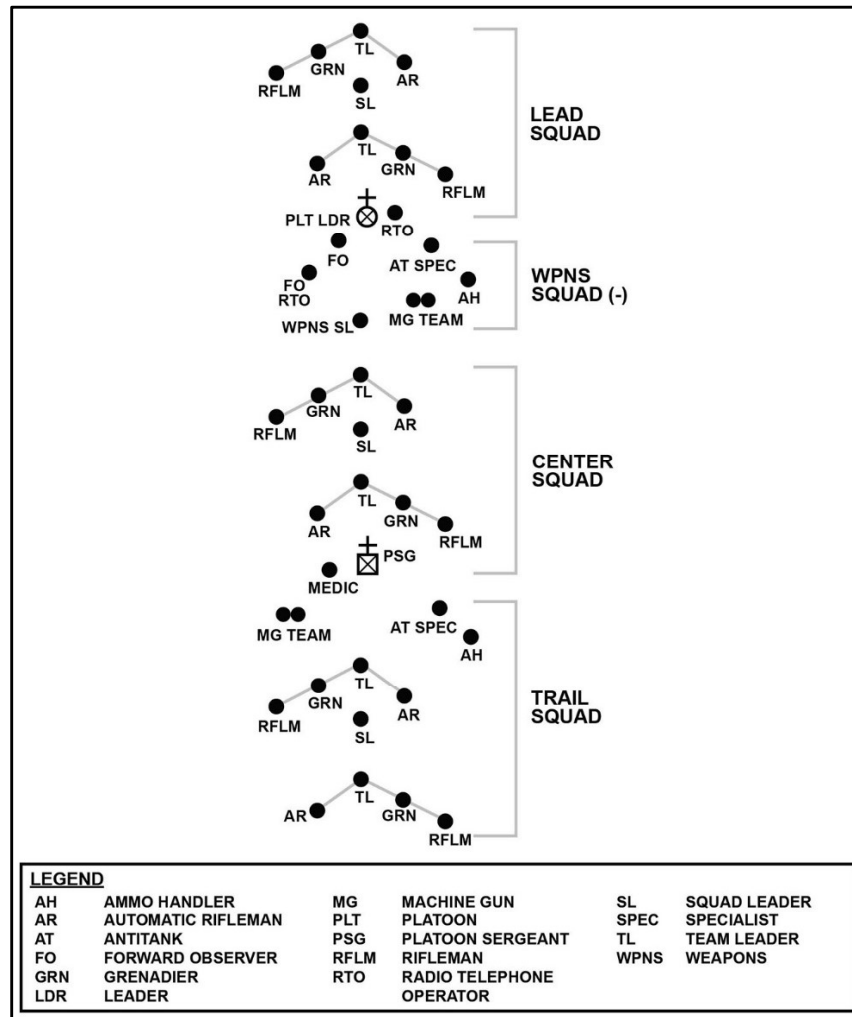 TL
GRN
AR
RFLM
SL
LEAD
SQUAD
TL
GRN
AR
RFLM
PLT LDR
RTO
FO
AT SPEC
FO
RTO
AH
WPNS
SQUAD (-)
MG TEAM
WPNS SL
TL
GRN
AR
RFLM
SL
CENTER
SQUAD
TL
GRN
AR
RFLM
PSG
MEDIC
MG TEAM
AT SPEC
AH
TL
GRN
AR
RFLM
SL
TRAIL
SQUAD
TL
GRN
AR
RFLM
LEGEND
AH AMMO HANDLER MG MACHINE GUN SL SQUAD LEADER
AR AUTOMATIC RIFLEMAN PLT PLATOON SPEC SPECIALIST
AT ANTITANK PSG PLATOON SERGEANT TL TEAM LEADER
FO FORWARD OBSERVER RFLM RIFLEMAN WPNS WEAPONS
GRN GRENADIER RTO RADIO TELEPHONE
LDR LEADER OPERATOR